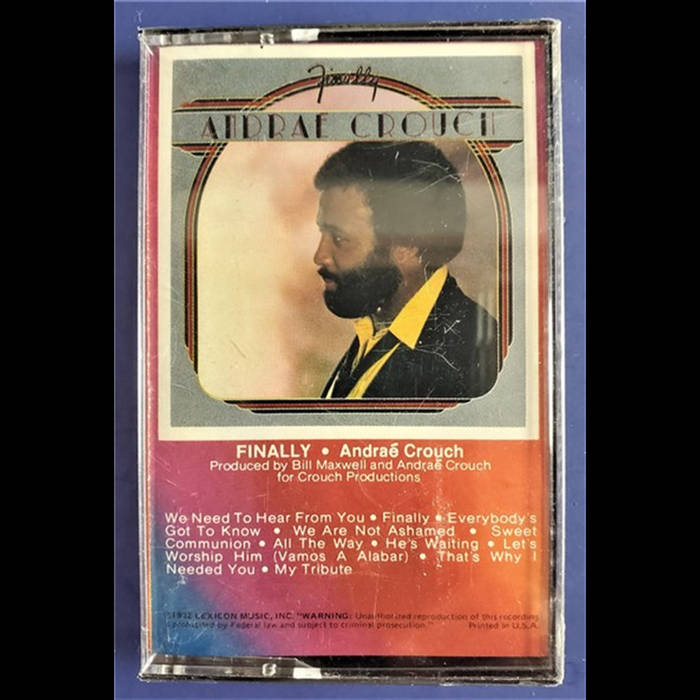 Finally
ANDRAE CROUCH
FINALLY • Andraé Crouch
Produced by Bill Maxwell and Andraé Crouch
for Crouch Productions
We Need To Hear From You • Finally • Everybody's
Got To Know • We Are Not Ashamed • Sweet
Communion • All The Way • He's Waiting • Let's
Worship Him (Vamos A Alabar) • That's Why I
Needed You • My Tribute
©1982 LEXICON MUSIC, INC. "WARNING: Unauthorized reproduction of this recording
is prohibited by Federal law and subject to criminal prosecution." Printed in U.S.A.